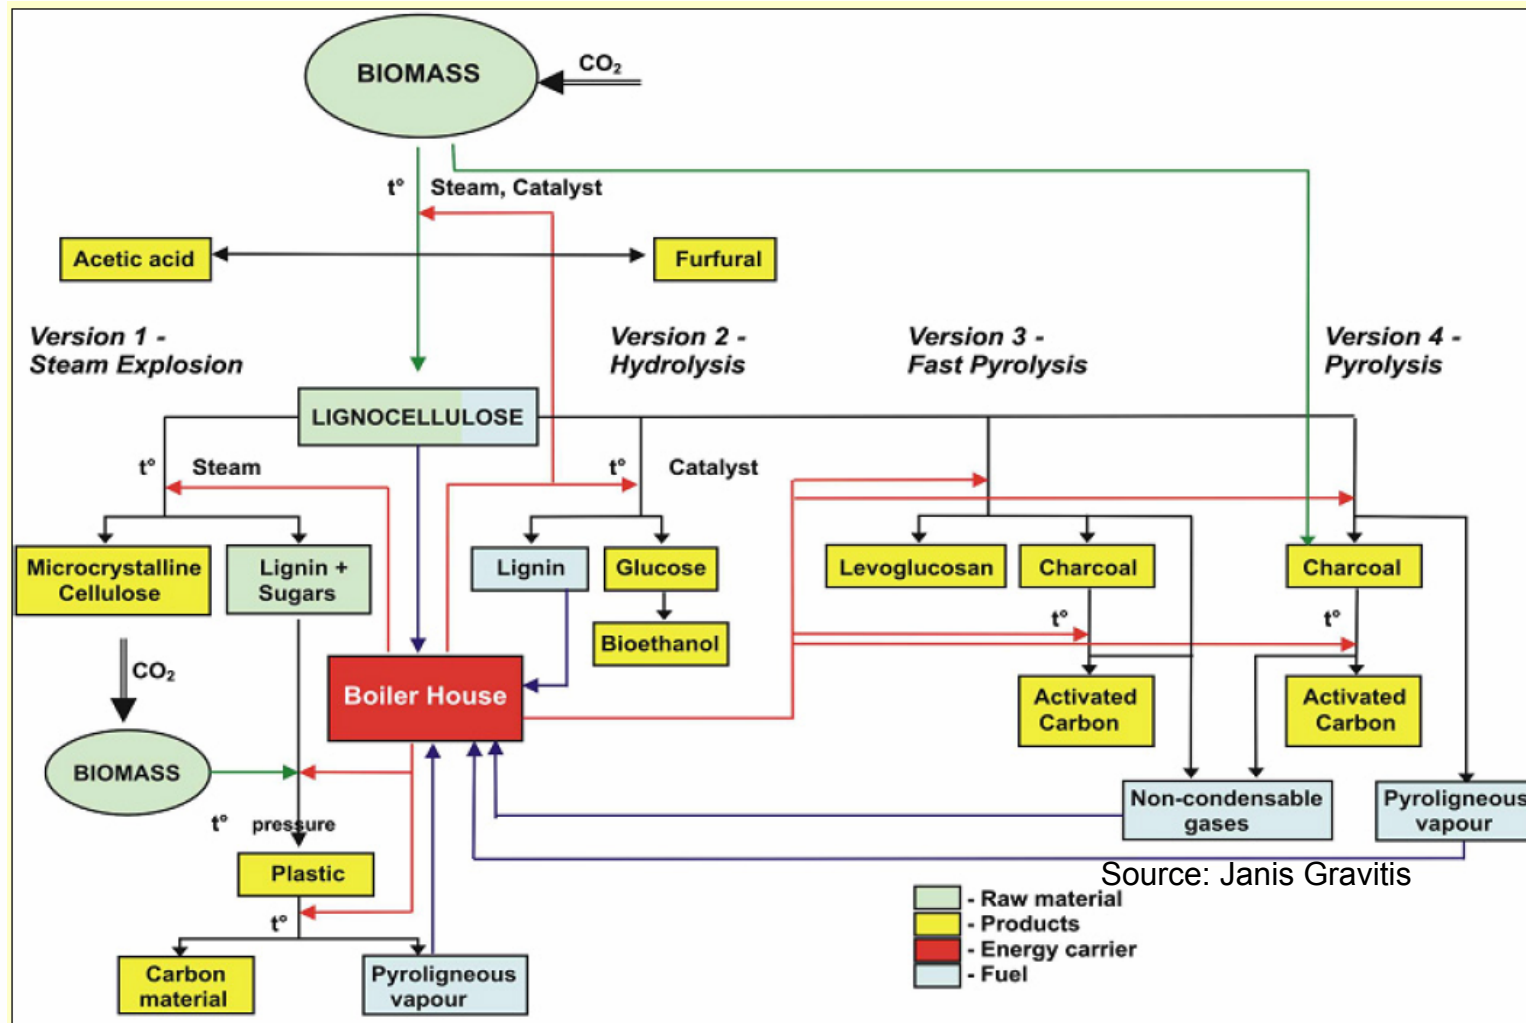 BIOMASS
CO₂
t° Steam, Catalyst
Acetic acid
Furfural
Version 1 -
Steam Explosion
Version 2 -
Hydrolysis
Version 3 -
Fast Pyrolysis
Version 4 -
Pyrolysis
LIGNOCELLULOSE
t° Steam
t° Catalyst
Microcrystalline
Cellulose
Lignin +
Sugars
Lignin
Glucose
Levoglucosan
Charcoal
Charcoal
t°
t°
Bioethanol
CO₂
Boiler House
Activated
Carbon
Activated
Carbon
BIOMASS
t° pressure
Non-condensable
gases
Pyroligneous
vapour
Plastic
Source: Janis Gravitis
t°
- Raw material
- Products
- Energy carrier
- Fuel
Carbon
material
Pyroligneous
vapour